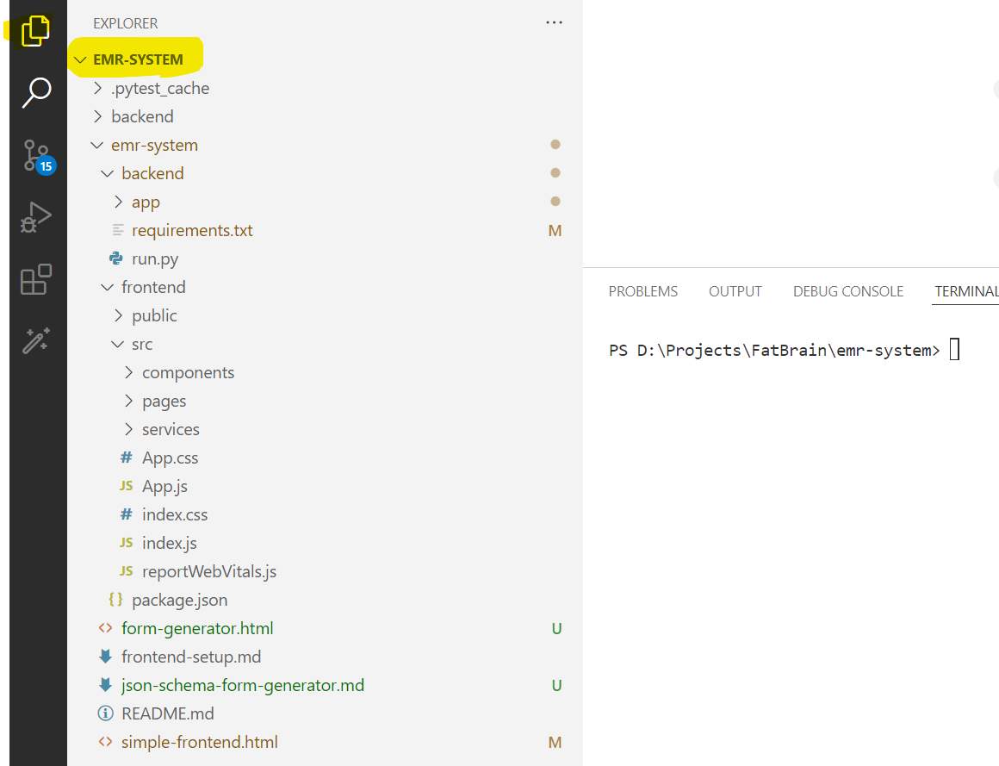 EXPLORER
EMR-SYSTEM
.pytest_cache
backend
emr-system
backend
app
requirements.txt M
run.py
frontend
public
src
components
pages
services
# App.css
JS App.js
# index.css
JS index.js
JS reportWebVitals.js
{} package.json
<> form-generator.html U
frontend-setup.md
json-schema-form-generator.md U
README.md
<> simple-frontend.html M
15
PROBLEMS OUTPUT DEBUG CONSOLE TERMINAL
PS D:\Projects\FatBrain\emr-system>